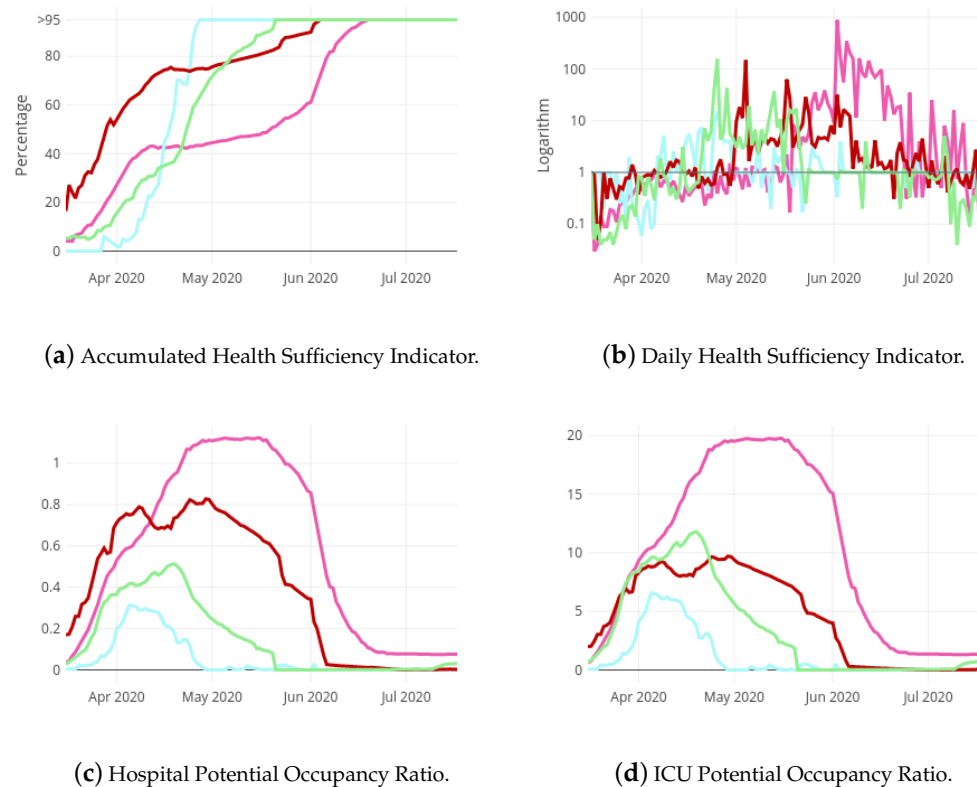 >95
80
60
40
20
0
Percentage
Apr 2020 May 2020 Jun 2020 Jul 2020
(a) Accumulated Health Sufficiency Indicator.
1000
100
10
1
0.1
Logarithm
Apr 2020 May 2020 Jun 2020 Jul 2020
(b) Daily Health Sufficiency Indicator.
1
0.8
0.6
0.4
0.2
0
Apr 2020 May 2020 Jun 2020 Jul 2020
(c) Hospital Potential Occupancy Ratio.
20
15
10
5
0
Apr 2020 May 2020 Jun 2020 Jul 2020
(d) ICU Potential Occupancy Ratio.